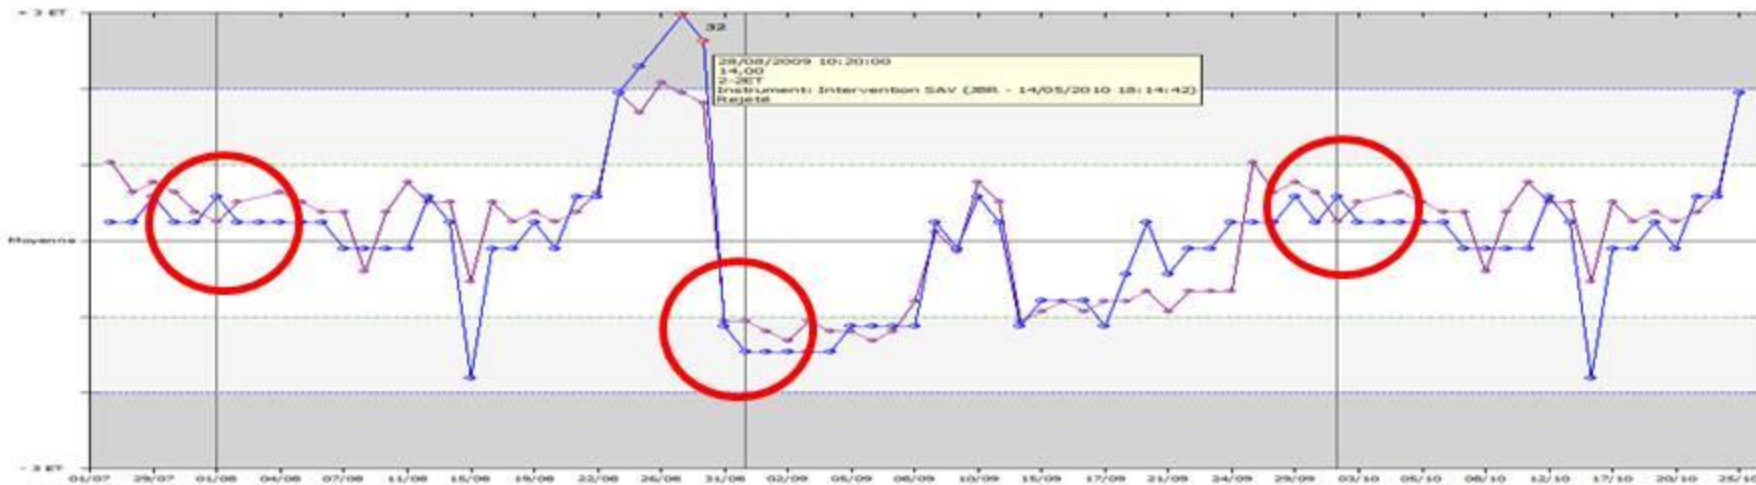 + 3 ET
32
28/08/2009 10:20:00
14,00
2-2ET
Instrument: Intervention SAV (JBR - 14/05/2010 18:14:42)
Rejeté
Moyenne
- 3 ET
01/07 29/07 01/08 04/08 07/08 11/08 15/08 19/08 22/08 26/08 31/08 02/09 05/09 08/09 10/09 15/09 17/09 21/09 24/09 29/09 03/10 05/10 08/10 12/10 17/10 20/10 25/10